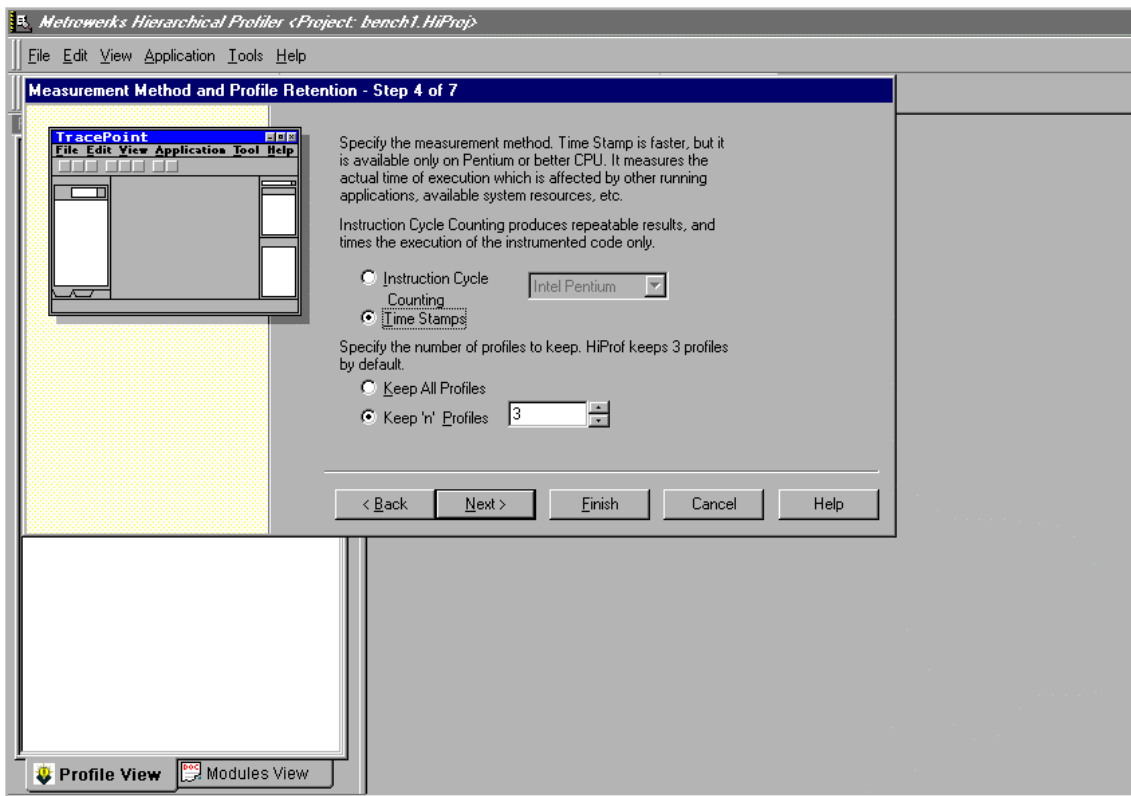 Metrowerks Hierarchical Profiler <Project: bench1.HiProj>
File Edit View Application Tools Help
Measurement Method and Profile Retention - Step 4 of 7
TracePoint
File Edit View Application Tool Help
Specify the measurement method. Time Stamp is faster, but it
is available only on Pentium or better CPU. It measures the
actual time of execution which is affected by other running
applications, available system resources, etc.
Instruction Cycle Counting produces repeatable results, and
times the execution of the instrumented code only.
Instruction Cycle
Counting
Intel Pentium
Time Stamps
Specify the number of profiles to keep. HiProf keeps 3 profiles
by default.
Keep All Profiles
Keep 'n' Profiles 3
< Back Next > Finish Cancel Help
Profile View Modules View